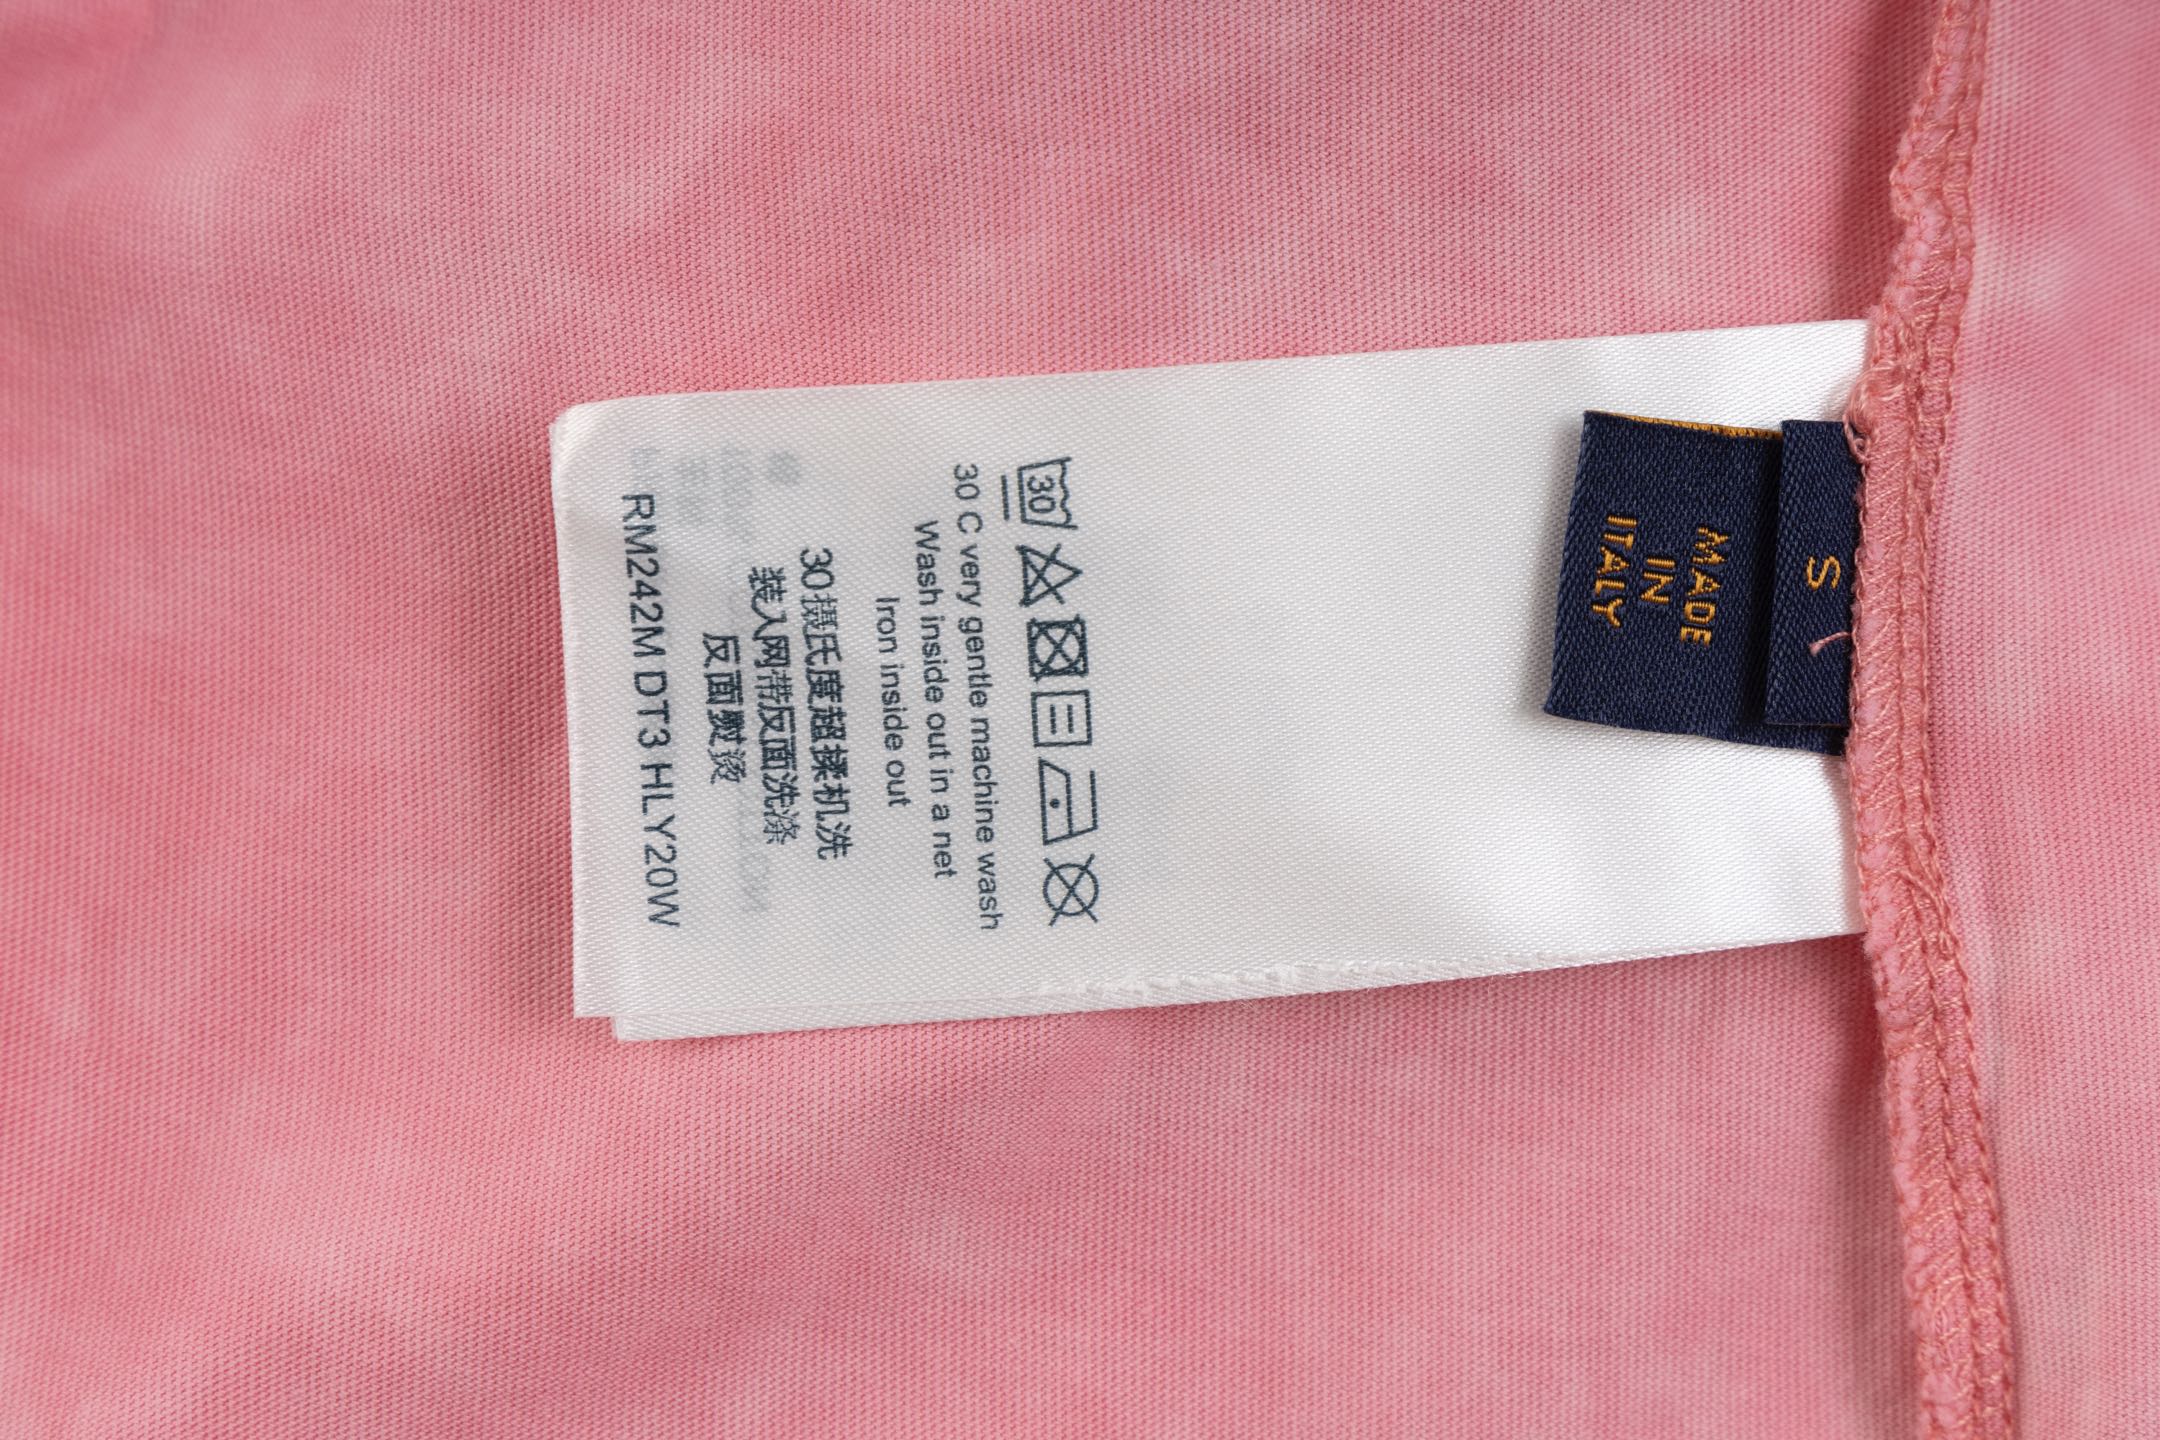 S
MADE
IN
ITALY
30
30 C very gentle machine wash
Wash inside out in a net
Iron inside out
30摄氏度超揉机洗
装入网带反面洗涤
反面熨烫
RM242M DT3 HLY20W